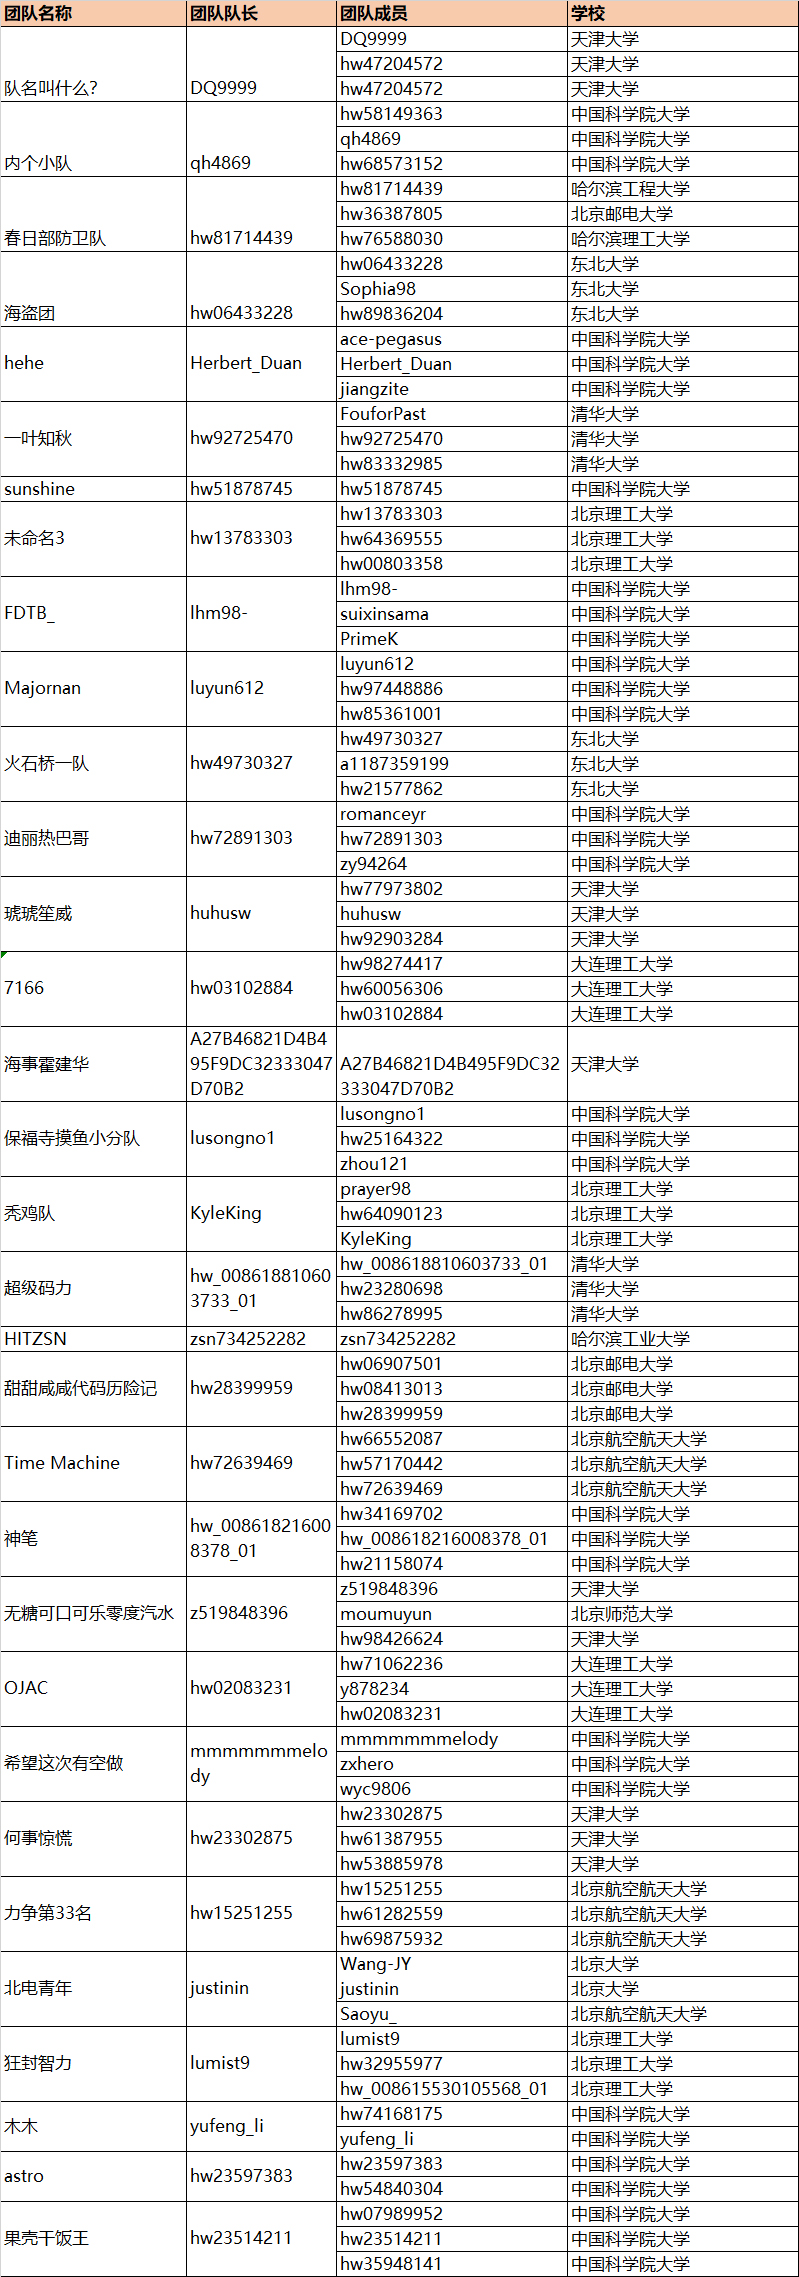 团队名称 团队队长 团队成员 学校
DQ9999 天津大学
hw47204572 天津大学
队名叫什么? DQ9999 hw47204572 天津大学
hw58149363 中国科学院大学
qh4869 中国科学院大学
内个小队 qh4869 hw68573152 中国科学院大学
hw81714439 哈尔滨工程大学
hw36387805 北京邮电大学
春日部防卫队 hw81714439 hw76588030 哈尔滨理工大学
hw06433228 东北大学
Sophia98 东北大学
海盗团 hw06433228 hw89836204 东北大学
ace-pegasus 中国科学院大学
hehe Herbert_Duan Herbert_Duan 中国科学院大学
jiangzite 中国科学院大学
FouforPast 清华大学
一叶知秋 hw92725470 hw92725470 清华大学
hw83332985 清华大学
sunshine hw51878745 hw51878745 中国科学院大学
hw13783303 北京理工大学
未命名3 hw13783303 hw64369555 北京理工大学
hw00803358 北京理工大学
lhm98- 中国科学院大学
FDTB_ lhm98- suixinsama 中国科学院大学
PrimeK 中国科学院大学
luyun612 中国科学院大学
Majornan luyun612 hw97448886 中国科学院大学
hw85361001 中国科学院大学
hw49730327 东北大学
火石桥一队 hw49730327 a1187359199 东北大学
hw21577862 东北大学
romanceyr 中国科学院大学
迪丽热巴哥 hw72891303 hw72891303 中国科学院大学
zy94264 中国科学院大学
hw77973802 天津大学
琥琥笙威 huhusw huhusw 天津大学
hw92903284 天津大学
hw98274417 大连理工大学
7166 hw03102884 hw60056306 大连理工大学
hw03102884 大连理工大学
A27B46821D4B4
海事霍建华 95F9DC32333047 A27B46821D4B495F9DC32 天津大学
D70B2 333047D70B2
lusongno1 中国科学院大学
保福寺摸鱼小分队 lusongno1 hw25164322 中国科学院大学
zhou121 中国科学院大学
prayer98 北京理工大学
秃鸡队 KyleKing hw64090123 北京理工大学
KyleKing 北京理工大学
hw_008618810603733_01 清华大学
超级码力 hw_00861881060 hw23280698 清华大学
3733_01 hw86278995 清华大学
HITZSN zsn734252282 zsn734252282 哈尔滨工业大学
hw06907501 北京邮电大学
甜甜咸咸代码历险记 hw28399959 hw08413013 北京邮电大学
hw28399959 北京邮电大学
hw66552087 北京航空航天大学
Time Machine hw72639469 hw57170442 北京航空航天大学
hw72639469 北京航空航天大学
hw34169702 中国科学院大学
神笔 hw_00861821600 hw_008618216008378_01 中国科学院大学
8378_01 hw21158074 中国科学院大学
z519848396 天津大学
无糖可口可乐零度汽水 z519848396 moumuyun 北京师范大学
hw98426624 天津大学
hw71062236 大连理工大学
OJAC hw02083231 y878234 大连理工大学
hw02083231 大连理工大学
mmmmmmmelody 中国科学院大学
希望这次有空做 mmmmmmmelo zxhero 中国科学院大学
dy wyc9806 中国科学院大学
hw23302875 天津大学
何事惊慌 hw23302875 hw61387955 天津大学
hw53885978 天津大学
hw15251255 北京航空航天大学
力争第33名 hw15251255 hw61282559 北京航空航天大学
hw69875932 北京航空航天大学
Wang-JY 北京大学
北电青年 justinin justinin 北京大学
Saoyu_ 北京航空航天大学
lumist9 北京理工大学
狂封智力 lumist9 hw32955977 北京理工大学
hw_008615530105568_01 北京理工大学
木木 yufeng_li hw74168175 中国科学院大学
yufeng_li 中国科学院大学
astro hw23597383 hw23597383 中国科学院大学
hw54840304 中国科学院大学
hw07989952 中国科学院大学
果壳干饭王 hw23514211 hw23514211 中国科学院大学
hw35948141 中国科学院大学